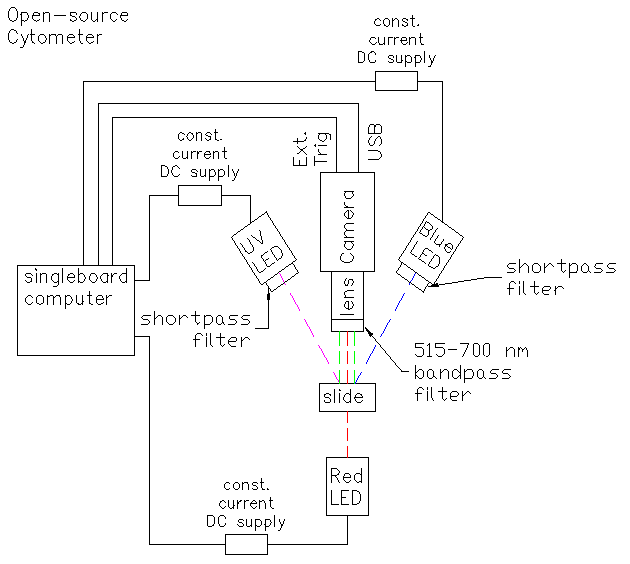 Open-source
Cytometer
const.
current
DC supply
const.
current
DC supply
Ext.
Trig
USB
Camera
lens
UV
LED
Blue
LED
singleboard
computer
shortpass
filter
shortpass
filter
515-700 nm
bandpass
filter
slide
Red
LED
const.
current
DC supply